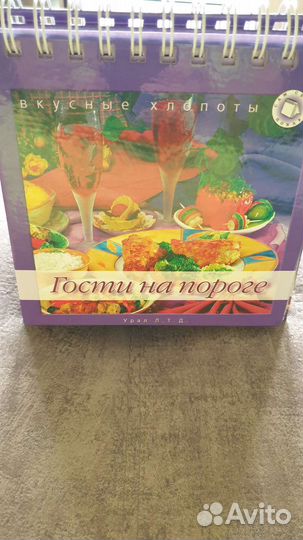 вкусные хлопоты
Гости на пороге
Урал Л.Т.Д.
Avito